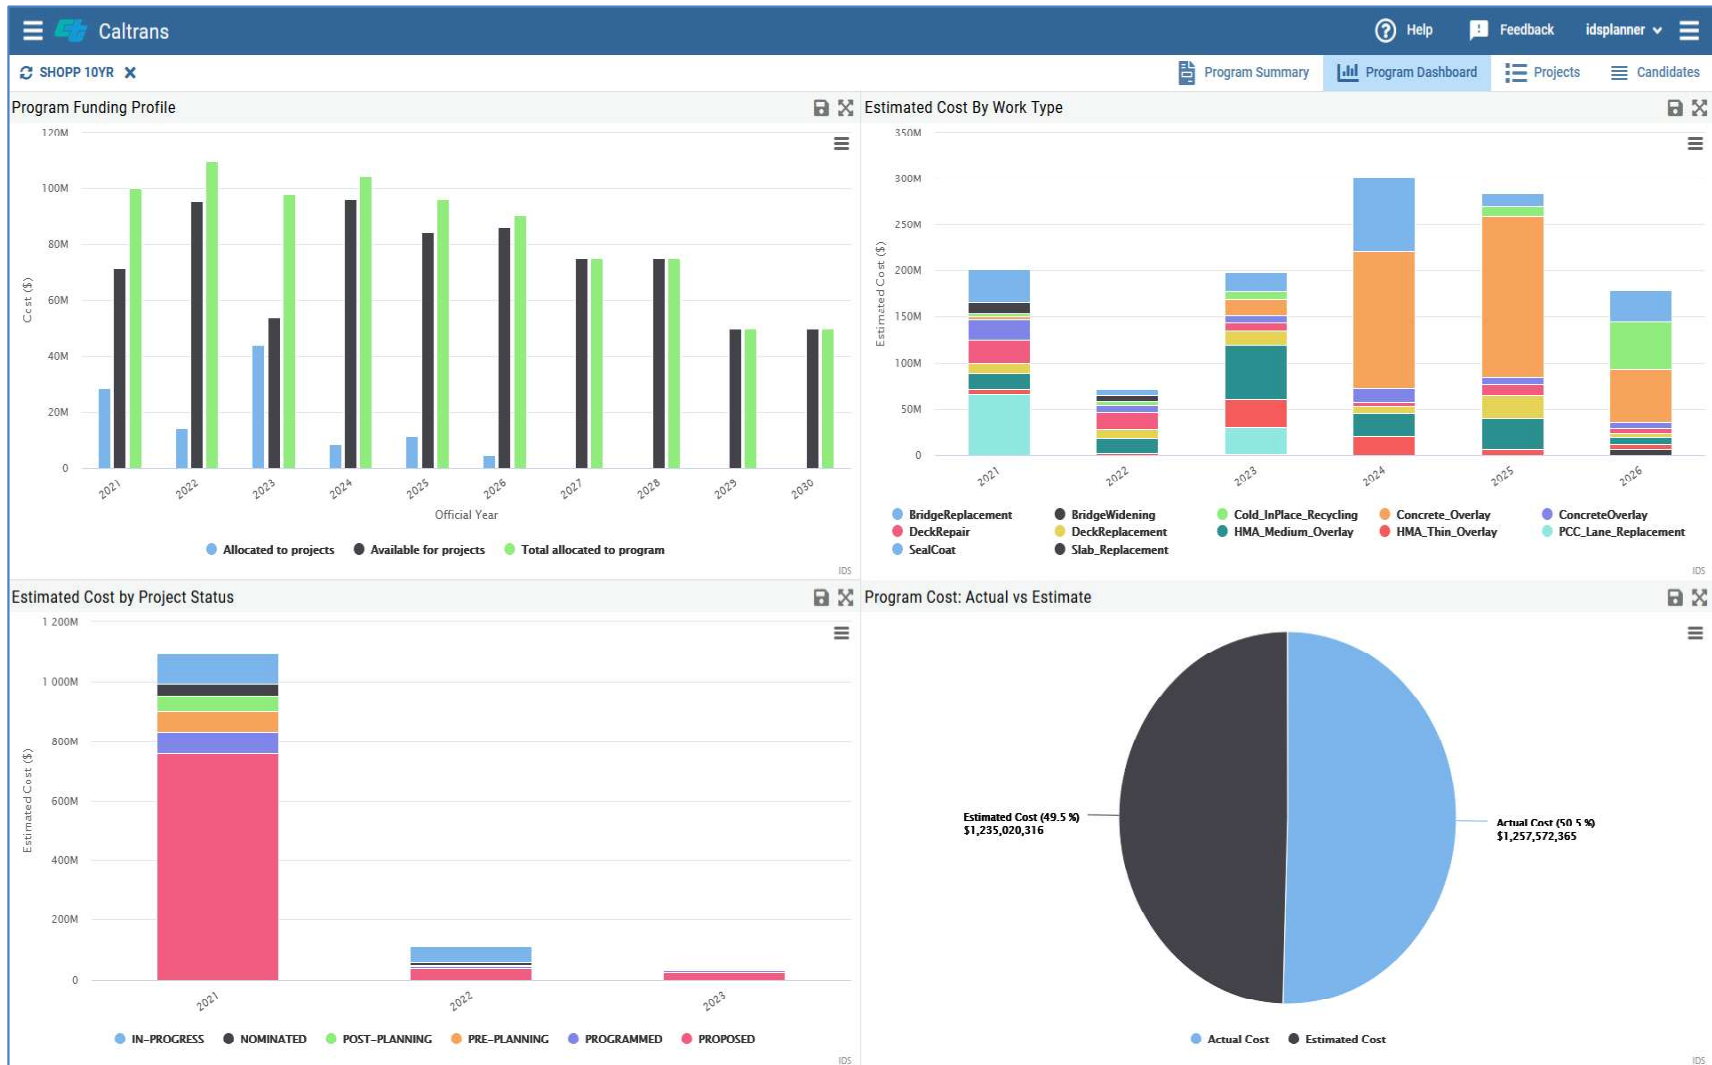 Caltrans
Help
Feedback
idsplanner
SHOPP 10YR
Program Summary
Program Dashboard
Projects
Candidates
Program Funding Profile
120M
100M
80M
60M
40M
20M
0
Ccst ($)
2021
2022
2023
2024
2025
2026
2027
2028
2029
2030
Official Year
Allocated to projects
Available for projects
Total allocated to program
IDS
Estimated Cost By Work Type
350M
300M
250M
200M
150M
100M
50M
0
Estimated Cost ($)
2021
2022
2023
2024
2025
2026
BridgeReplacement
BridgeWidening
Cold_InPlace_Recycling
Concrete_Overlay
ConcreteOverlay
DeckRepair
DeckReplacement
HMA_Medium_Overlay
HMA_Thin_Overlay
PCC_Lane_Replacement
SealCoat
Slab_Replacement
IDS
Estimated Cost by Project Status
1 200M
1 000M
800M
600M
400M
200M
0
Estimated Cost ($)
2021
2022
2023
IN-PROGRESS
NOMINATED
POST-PLANNING
PRE-PLANNING
PROGRAMMED
PROPOSED
IDS
Program Cost: Actual vs Estimate
Estimated Cost (49.5 %)
$1,235,020,316
Actual Cost (50.5 %)
$1,257,572,365
Actual Cost
Estimated Cost
IDS